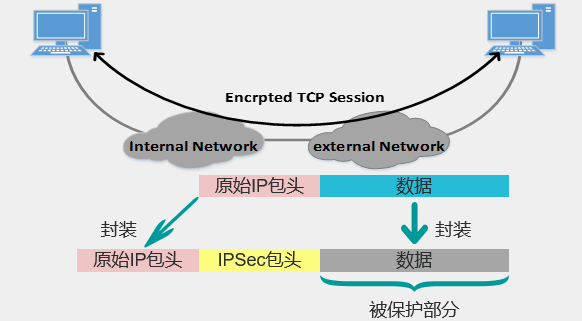 Encrpted TCP Session
Internal Network
external Network
原始IP包头
数据
封装
封装
原始IP包头
IPSec包头
数据
被保护部分